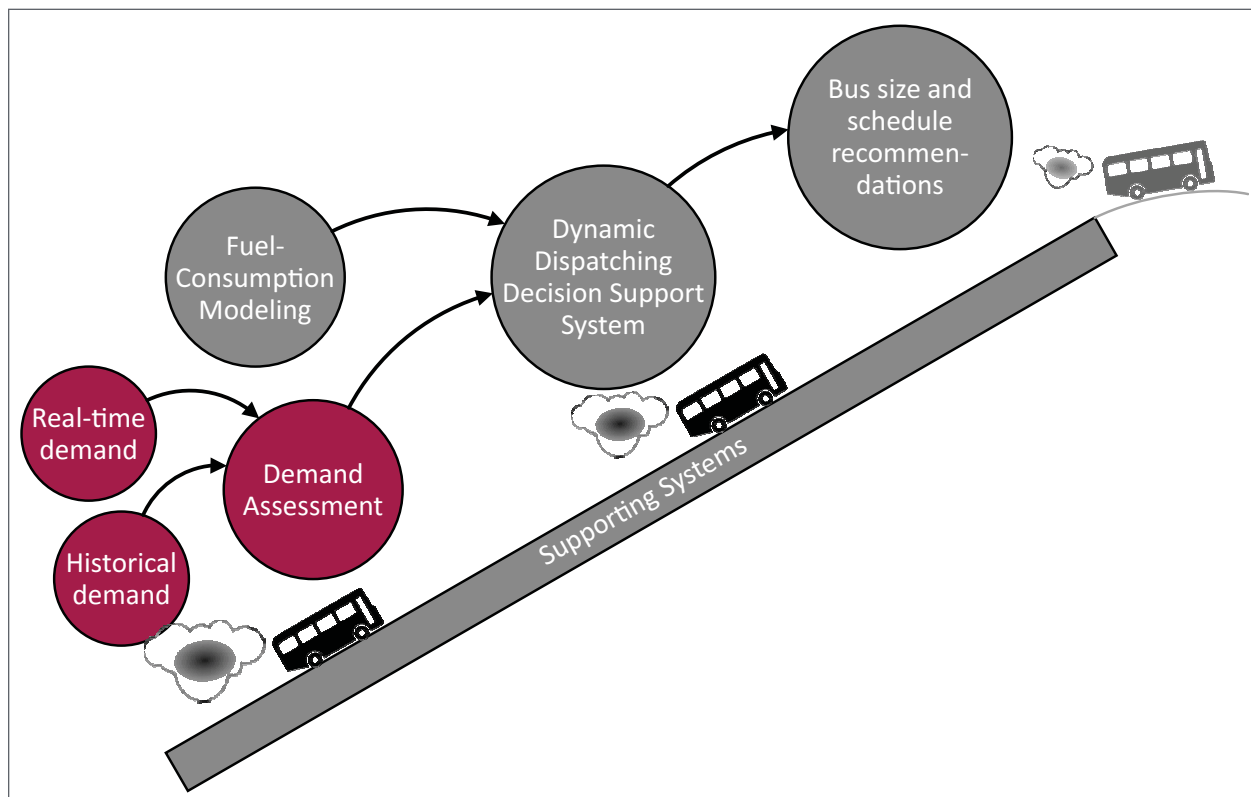 Bus size and
schedule
recommen-
dations
Dynamic
Dispatching
Decision Support
System
Fuel-
Consumption
Modeling
Real-time
demand
Demand
Assessment
Historical
demand
Supporting Systems